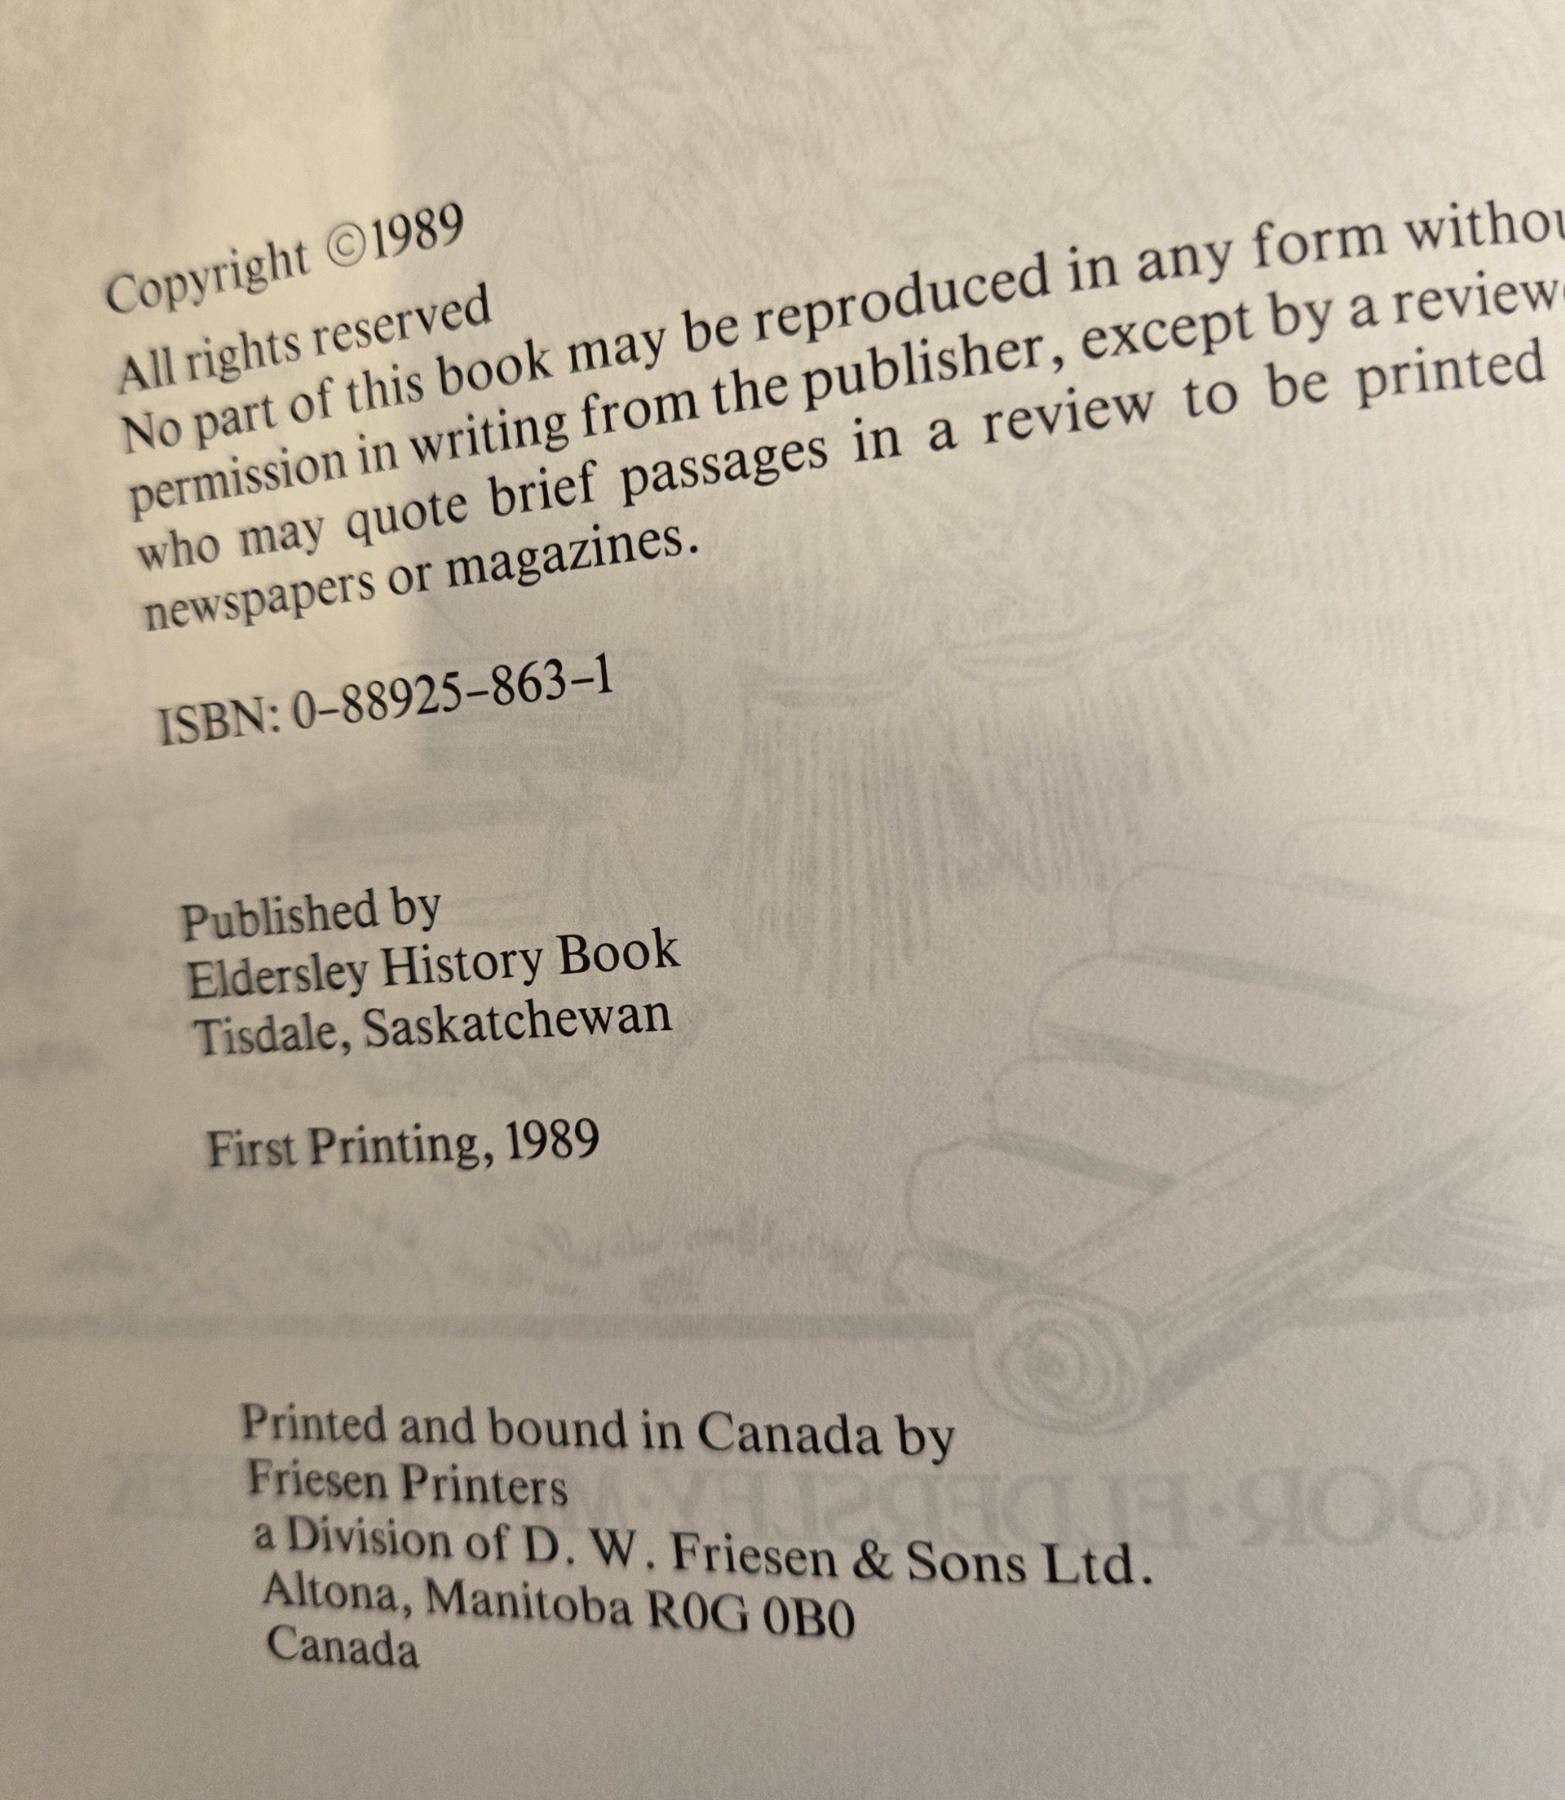 Copyright ©1989
All rights reserved
No part of this book may be reproduced in any form
permission in writing from the publisher, except by a
who may quote brief passages in a review to be printed
newspapers or magazines.
ISBN: 0–88925–863–1
Published by
Eldersley History Book
Tisdale, Saskatchewan
First Printing, 1989
Printed and bound in Canada by
Friesen Printers
a Division of D. W. Friesen & Sons Ltd.
Altona, Manitoba R0G 0B0
Canada